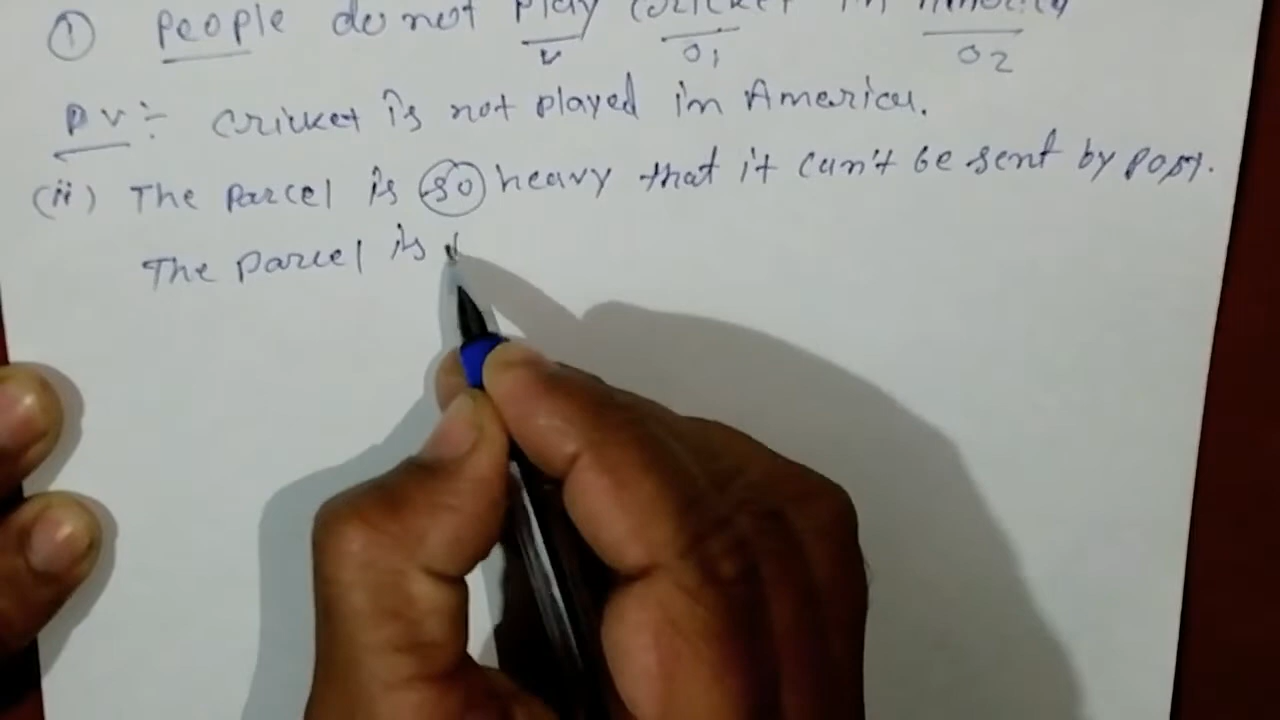 ① People do not play cricket in America
v o1 o2
PV:- cricket is not played in America.
(ii) The parcel is so heavy that it can't be sent by post.
The parcel is